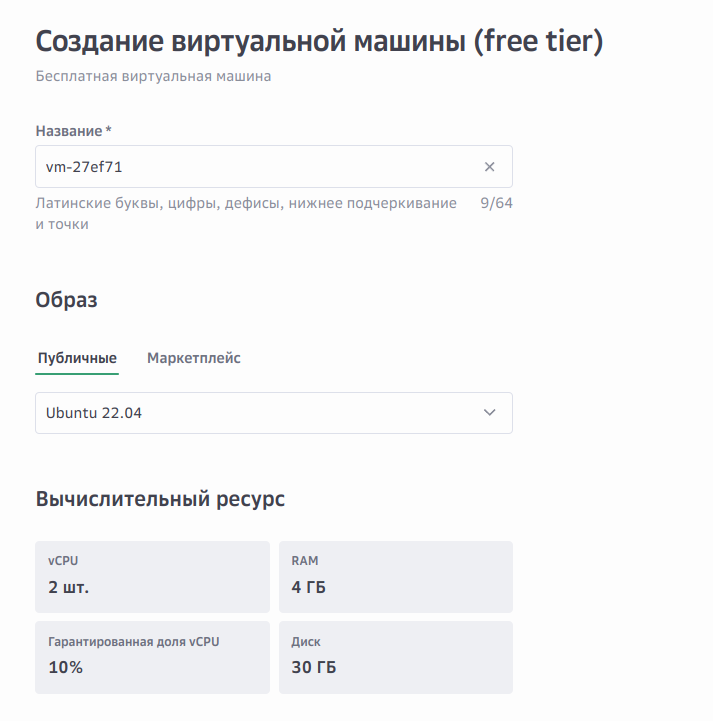 Создание виртуальной машины (free tier)
Бесплатная виртуальная машина
Название *
vm-27ef71
Латинские буквы, цифры, дефисы, нижнее подчеркивание
и точки
9/64
Образ
Публичные
Маркетплейс
Ubuntu 22.04
Вычислительный ресурс
vCPU
2 шт.
RAM
4 ГБ
Гарантированная доля vCPU
10%
Диск
30 ГБ